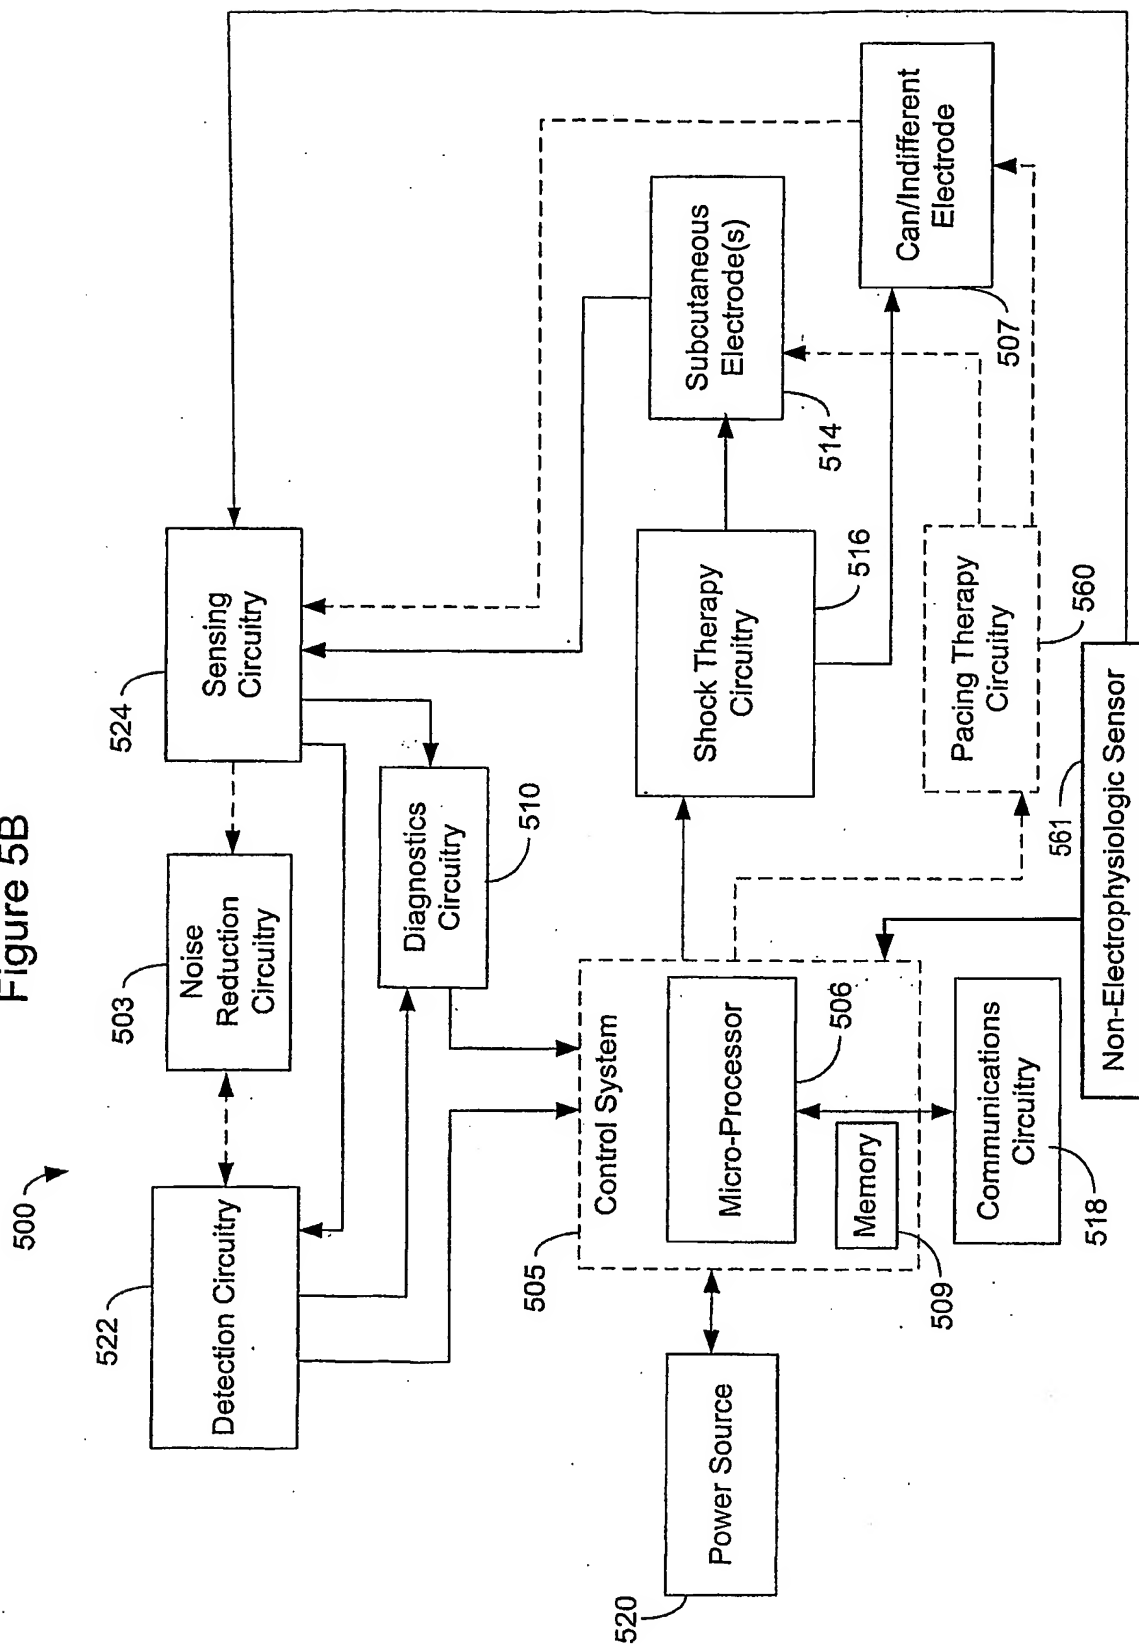 Figure 5B
500
522
Detection Circuitry
503
Noise
Reduction
Circuitry
524
Sensing
Circuitry
Diagnostics
Circuitry
510
505
Control System
Micro-Processor
506
Memory
509
520
Power Source
Communications
Circuitry
518
Shock Therapy
Circuitry
516
Subcutaneous
Electrode(s)
514
Can/Indifferent
Electrode
507
Pacing Therapy
Circuitry
560
561
Non-Electrophysiologic Sensor